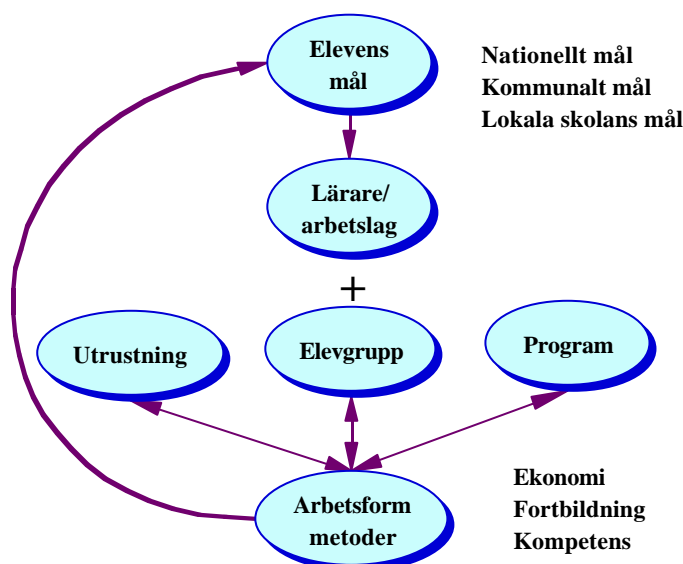 Elevens
mål
Nationellt mål
Kommunalt mål
Lokala skolans mål
Lärare/
arbetslag
+
Utrustning
Elevgrupp
Program
Arbetsform
metoder
Ekonomi
Fortbildning
Kompetens